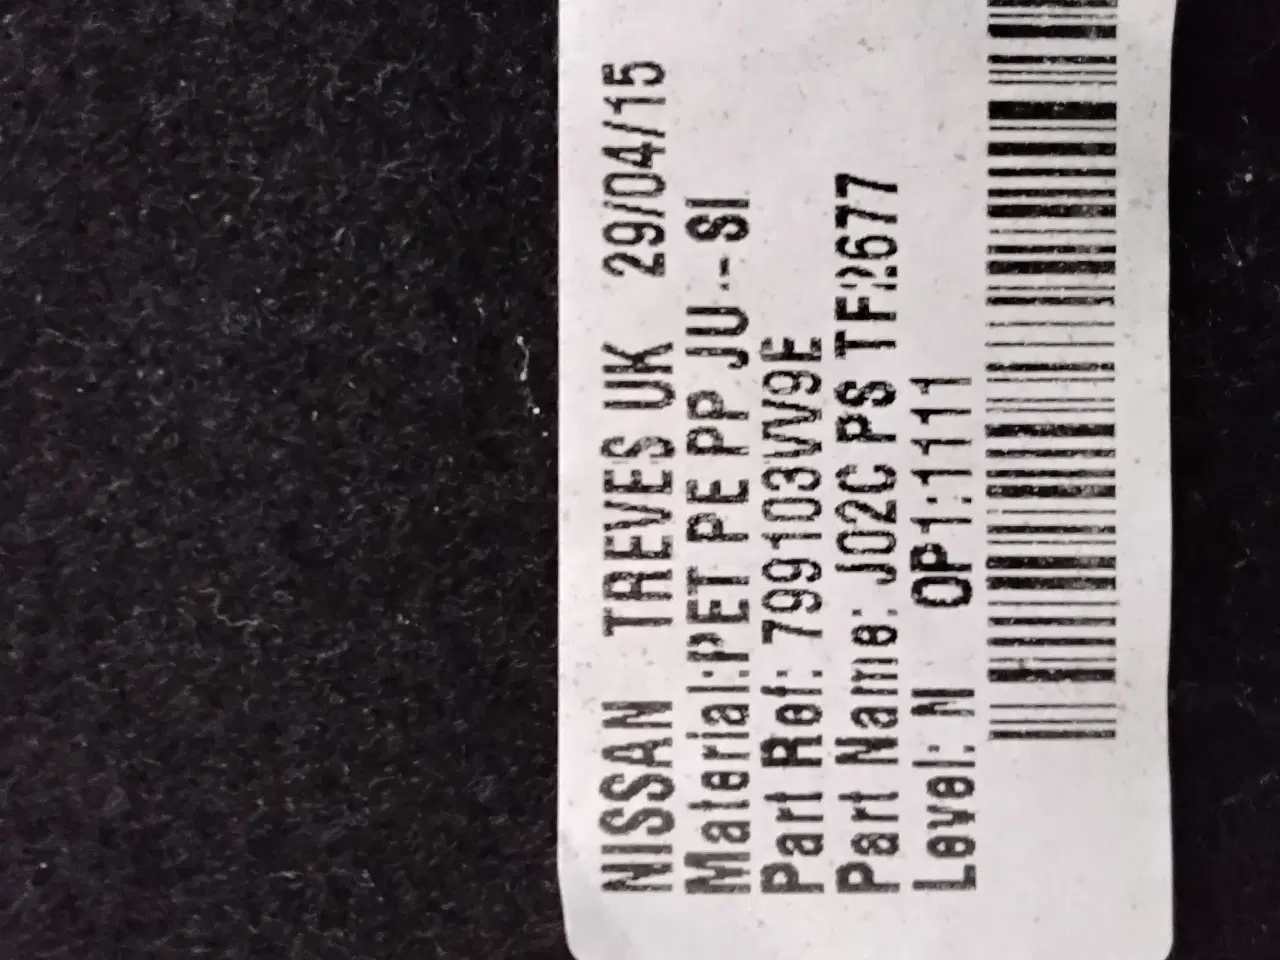 NISSAN TREVES UK 29/04/15
Material:PET PE PP JU -- SI
Part Ref: 799103VV9E
Part Name: J02C PS TF2677
Level: N OP1:1111